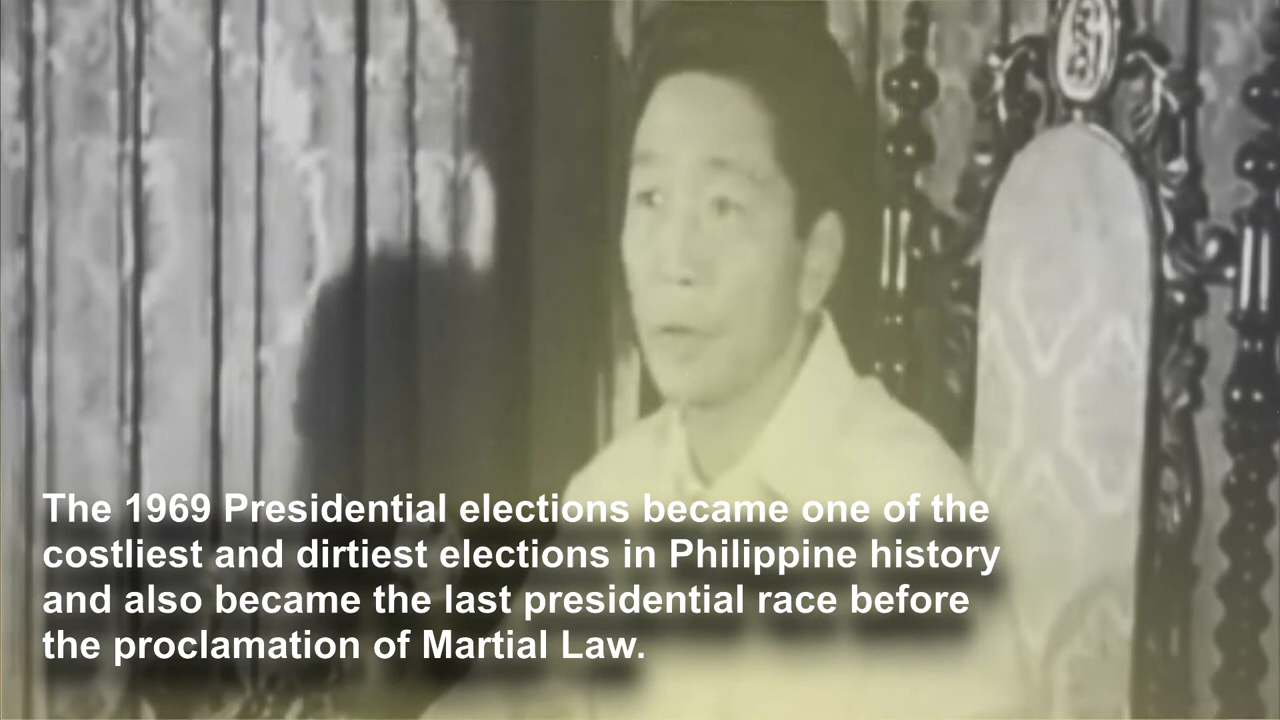 The 1969 Presidential elections became one of the
costliest and dirtiest elections in Philippine history
and also became the last presidential race before
the proclamation of Martial Law.